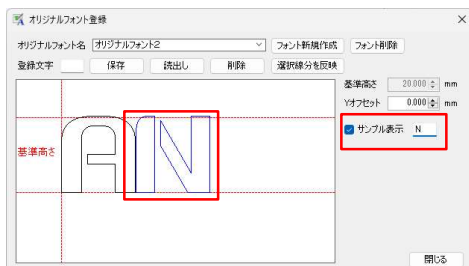 オリジナルフォント登録
オリジナルフォント名 オリジナルフォント2 フォント新規作成 フォント削除
登録文字 保存 読出し 削除 選択線分を反映
基準高さ 20.000 mm
Yオフセット 0.000 mm
サンプル表示 N
基準高さ
AN
閉じる